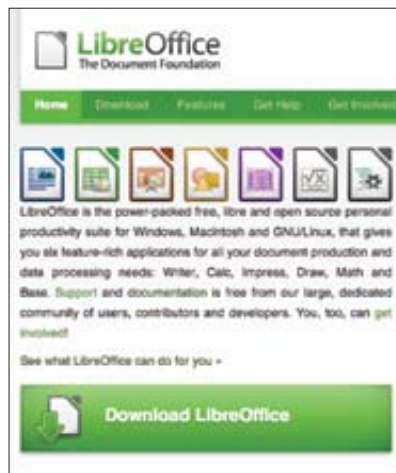 LibreOffice
The Document Foundation
Home Download Features Get Help Get Involved
LibreOffice is the power-packed free, libre and open source personal
productivity suite for Windows, Macintosh and GNU/Linux, that gives
you six feature-rich applications for all your document production and
data processing needs: Writer, Calc, Impress, Draw, Math and
Base. Support and documentation is free from our large, dedicated
community of users, contributors and developers. You, too, can get
involved!
See what LibreOffice can do for you »
Download LibreOffice